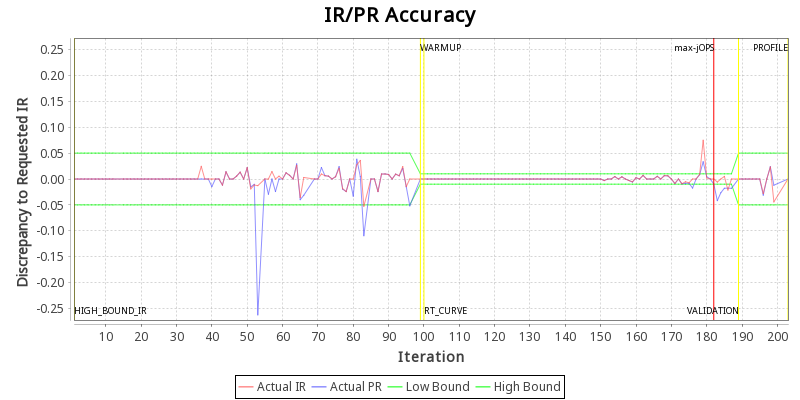 IR/PR Accuracy
Discrepancy to Requested IR
0.25
0.20
0.15
0.10
0.05
0.00
-0.05
-0.10
-0.15
-0.20
-0.25
WARMUP
max-jOPS
PROFILE
HIGH_BOUND_IR
RT_CURVE
VALIDATION
10 20 30 40 50 60 70 80 90 100 110 120 130 140 150 160 170 180 190 200
Iteration
Actual IR Actual PR Low Bound High Bound